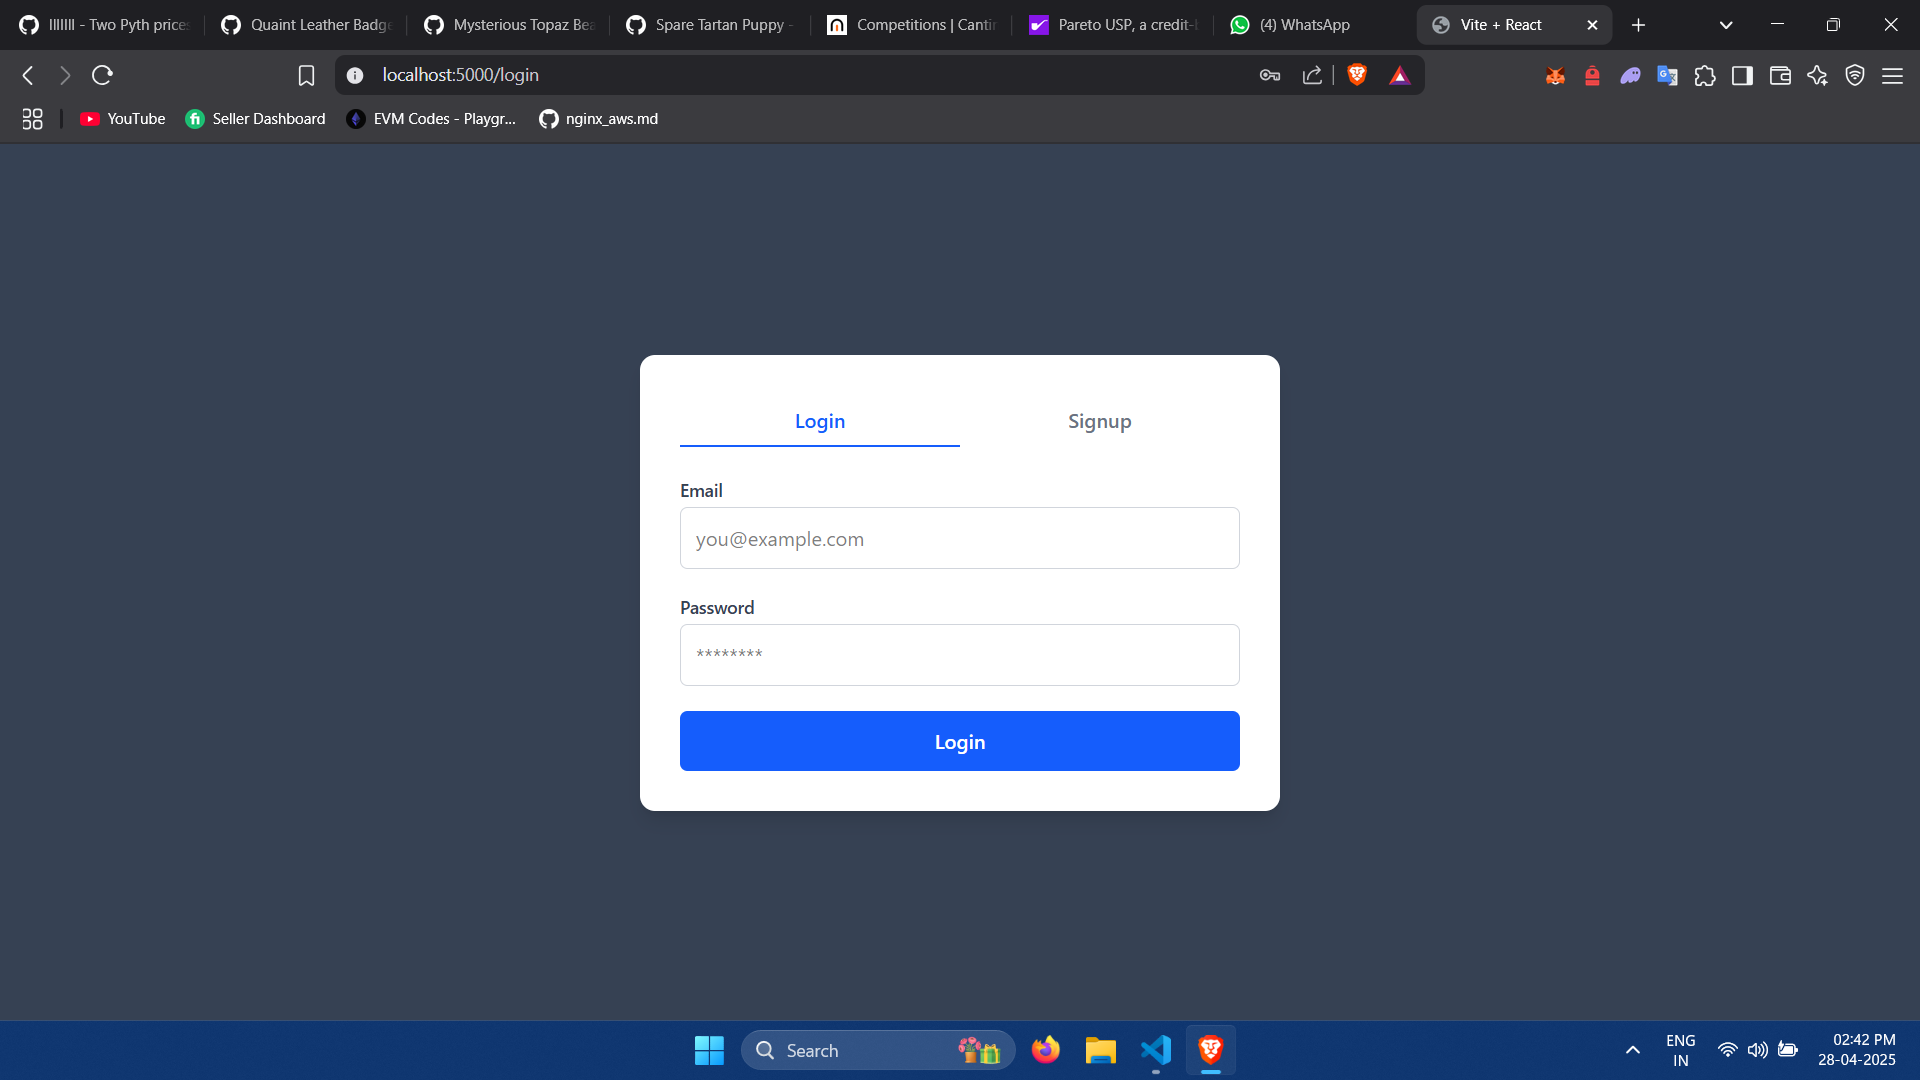 IIIIIII - Two Pyth prices
Quaint Leather Badge
Mysterious Topaz Bea
Spare Tartan Puppy -
Competitions | Cantin
Pareto USP, a credit-b
(4) WhatsApp
Vite + React
localhost:5000/login
YouTube
Seller Dashboard
EVM Codes - Playgr...
nginx_aws.md
Login
Signup
Email
you@example.com
Password
********
Login
Search
ENG
IN
02:42 PM
28-04-2025